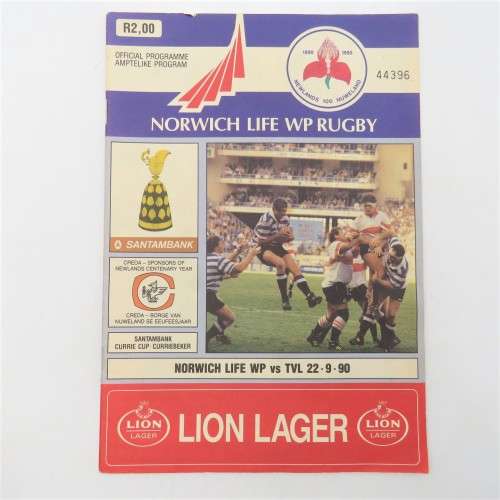 R2,00
OFFICIAL PROGRAMME
AMPTELIKE PROGRAM
1890 1990
NEWLANDS 100 NUWELAND
44396
NORWICH LIFE WP RUGBY
SANTAMBANK
CREDA – SPONSORS OF
NEWLANDS CENTENARY YEAR
CREDA – BORGE VAN
NUWELAND SE EEUFEESJAAR
SANTAMBANK
CURRIE CUP CURRIEBEKER
NORWICH LIFE WP vs TVL 22·9·90
LION
LAGER
LION LAGER
LION
LAGER